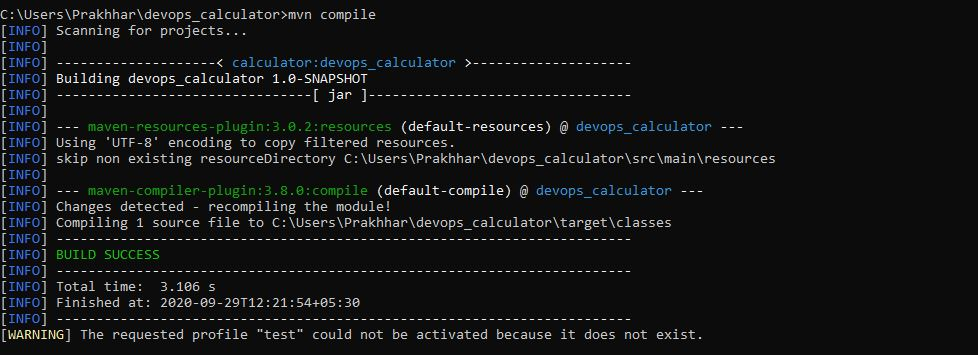 C:\Users\Prakhhar\devops_calculator>mvn compile
[INFO] Scanning for projects...
[INFO]
[INFO] --------------------< calculator:devops_calculator >--------------------
[INFO] Building devops_calculator 1.0-SNAPSHOT
[INFO] --------------------------------[ jar ]---------------------------------
[INFO]
[INFO] --- maven-resources-plugin:3.0.2:resources (default-resources) @ devops_calculator ---
[INFO] Using 'UTF-8' encoding to copy filtered resources.
[INFO] skip non existing resourceDirectory C:\Users\Prakhhar\devops_calculator\src\main\resources
[INFO]
[INFO] --- maven-compiler-plugin:3.8.0:compile (default-compile) @ devops_calculator ---
[INFO] Changes detected - recompiling the module!
[INFO] Compiling 1 source file to C:\Users\Prakhhar\devops_calculator\target\classes
[INFO] ------------------------------------------------------------------------
[INFO] BUILD SUCCESS
[INFO] ------------------------------------------------------------------------
[INFO] Total time:  3.106 s
[INFO] Finished at: 2020-09-29T12:21:54+05:30
[INFO] ------------------------------------------------------------------------
[WARNING] The requested profile "test" could not be activated because it does not exist.